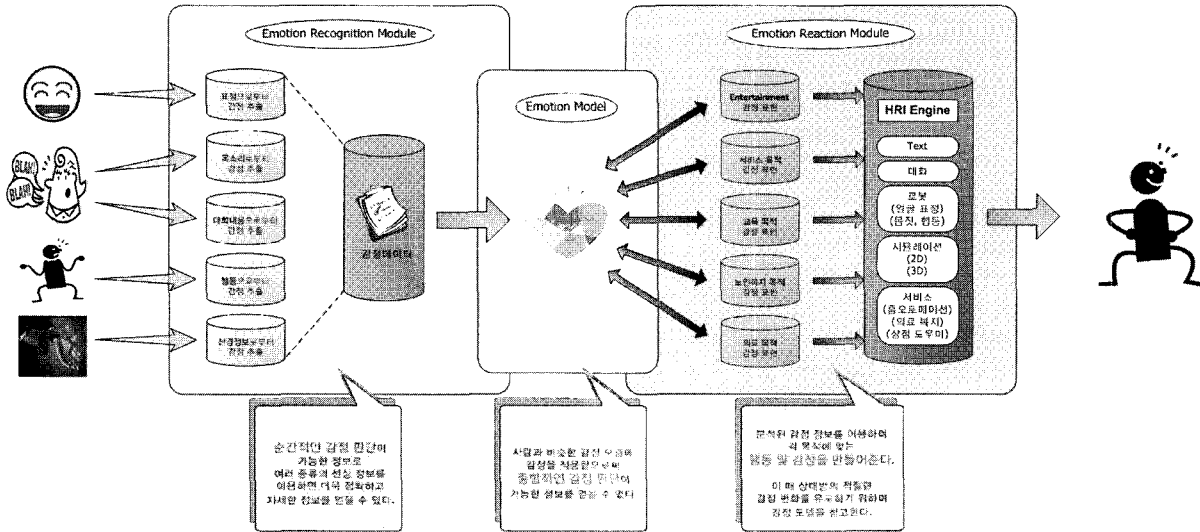 Emotion Recognition Module
표정으로부터
감정 추출
목소리로부터
감정 추출
대화내용으로부터
감정 추출
행동으로부터
감정 추출
감정 추출
감정데이터
Emotion Model
Emotion Reaction Module
Entertainment
감정 표현
서비스 목적
감정 표현
교육 목적
감정 표현
목적
감정 표현
의료 목적
감정 표현
HRI Engine
Text
대화
로봇
(얼굴 표정)
(몸짓, 행동)
시뮬레이션
(2D)
(3D)
서비스
(홈오토메이션)
(의료 복지)
(상점 도우미)
BLAH!
BLAH!
순간적인 감정 판단이
가능한 정보로
여러 종류의 센싱 정보를
이용하면 더욱 정확하고
자세한 정보를 얻을 수 있다.
사람과 비슷한 감정 모델에
감정을 적용함으로써
종합적인 감정 판단이
가능한 정보를 얻을 수 있다
분석된 감정 정보를 이용하여
각 목적에 맞는
행동 및 감정을 만들어준다.
이 때 상대방의 적절한
감정 변화를 유도하기 위하여
감정 모델을 참고한다.